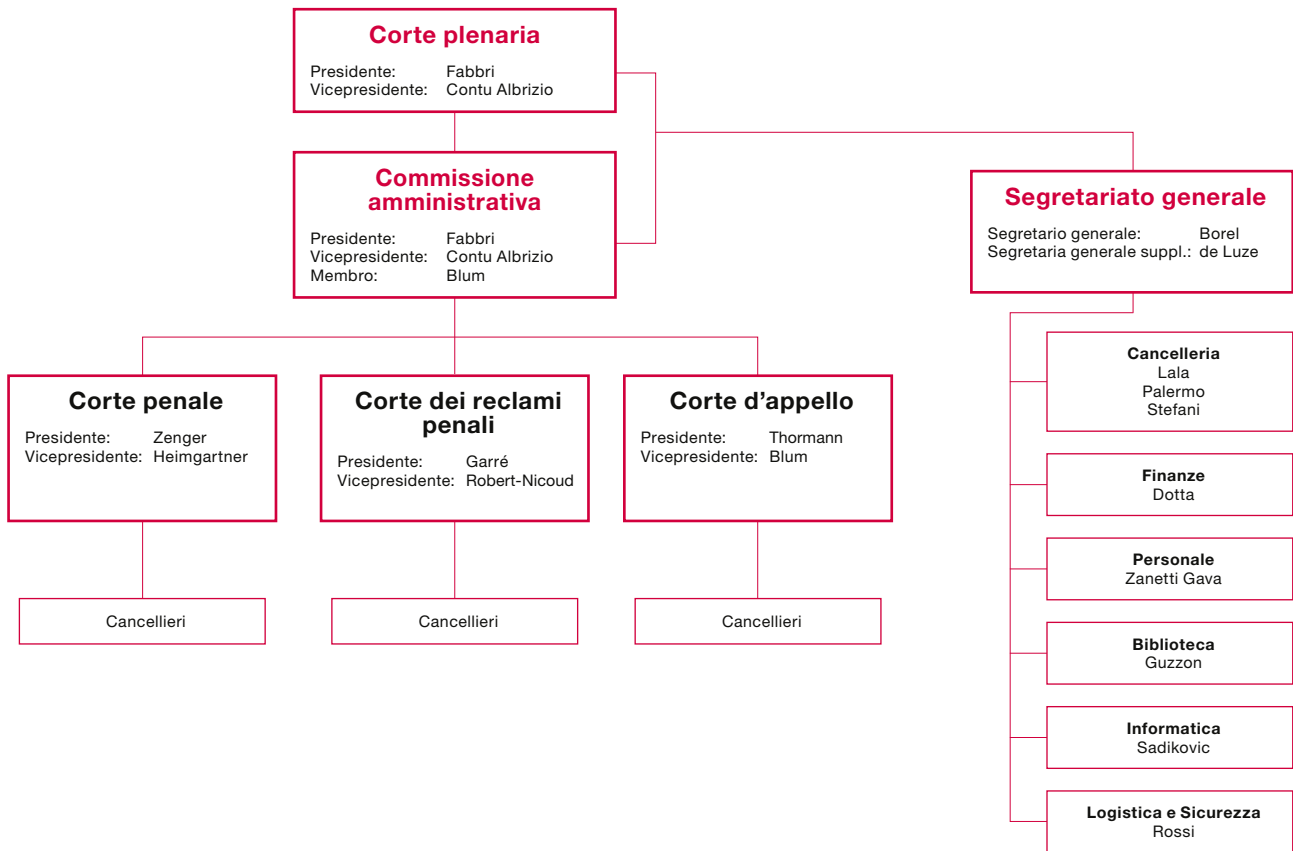 Corte plenaria
Presidente: Fabbri
Vicepresidente: Contu Albrizio
Commissione
amministrativa
Presidente: Fabbri
Vicepresidente: Contu Albrizio
Membro: Blum
Segretariato generale
Segretario generale: Borel
Segretaria generale suppl.: de Luze
Corte penale
Presidente: Zenger
Vicepresidente: Heimgartner
Corte dei reclami
penali
Presidente: Garré
Vicepresidente: Robert-Nicoud
Corte d'appello
Presidente: Thormann
Vicepresidente: Blum
Cancellieri
Cancellieri
Cancellieri
Cancelleria
Lala
Palermo
Stefani
Finanze
Dotta
Personale
Zanetti Gava
Biblioteca
Guzzon
Informatica
Sadikovic
Logistica e Sicurezza
Rossi